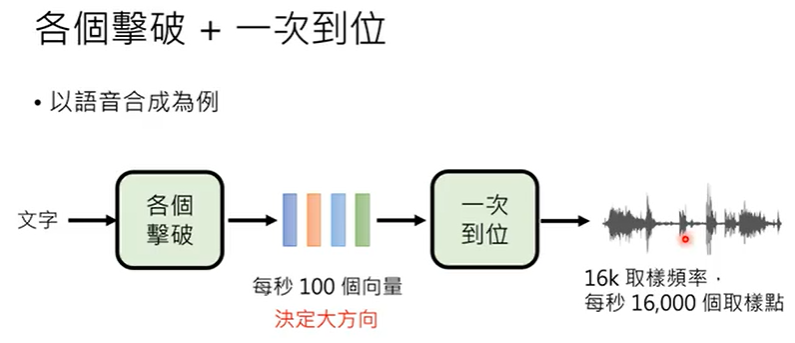 各個擊破 + 一次到位
• 以語音合成為例
文字
各個
擊破
每秒 100 個向量
決定大方向
一次
到位
16k 取樣頻率，
每秒 16,000 個取樣點